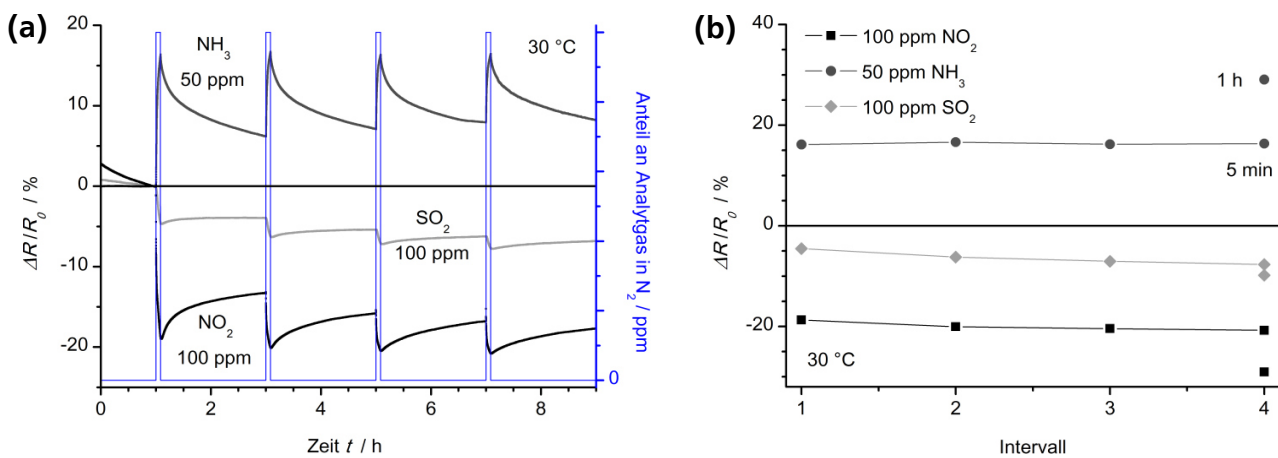 (a)
20
10
0
-10
-20
ΔR/R₀ / %
NH₃
50 ppm
30 °C
SO₂
100 ppm
NO₂
100 ppm
0
Anteil an Analytgas in N₂ / ppm
0 2 4 6 8
Zeit t / h
(b)
40
20
0
-20
ΔR/R₀ / %
100 ppm NO₂
50 ppm NH₃
100 ppm SO₂
1 h
5 min
30 °C
1 2 3 4
Intervall